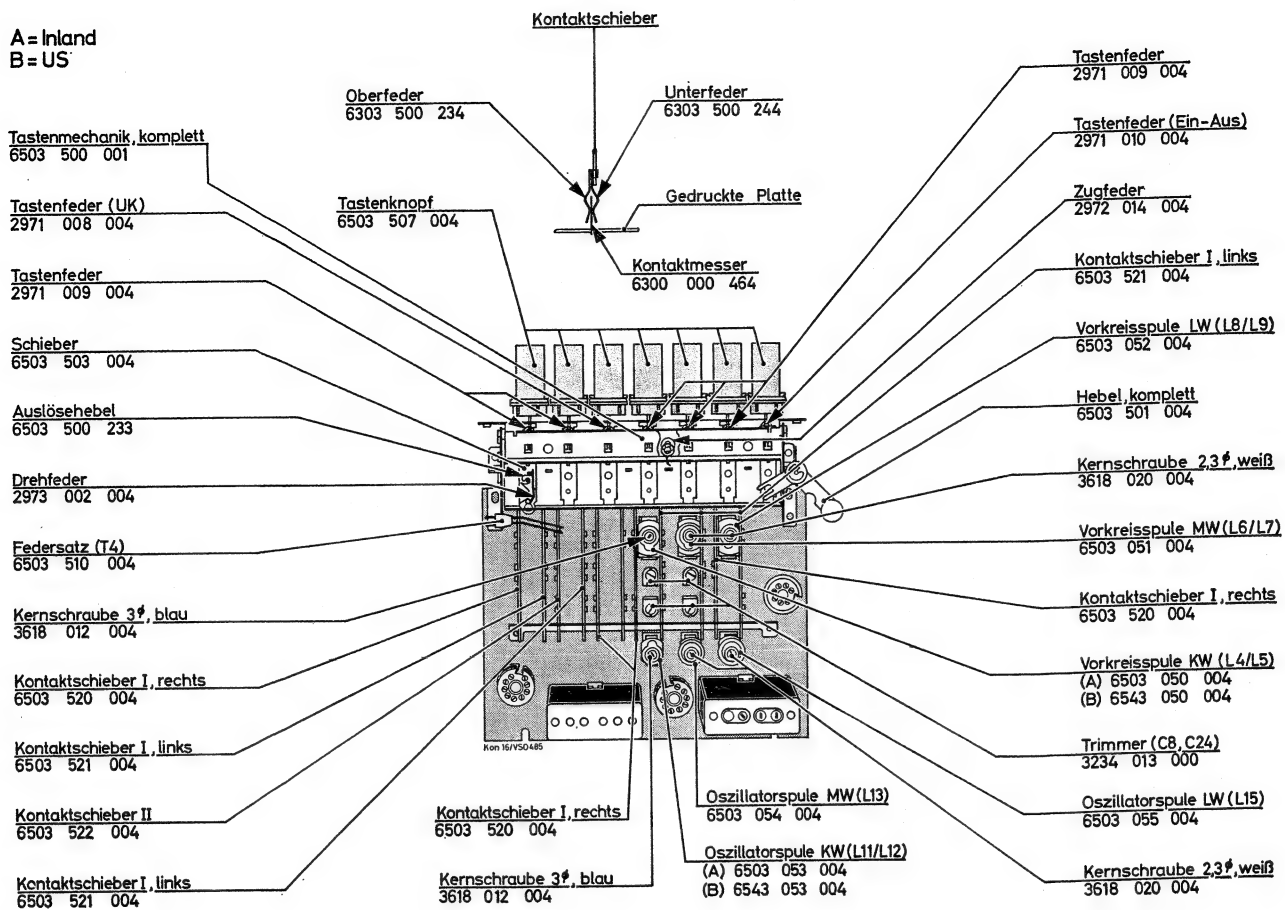 A = Inland
B = US
Kontaktschieber
Oberfeder
6303 500 234
Unterfeder
6303 500 244
Gedruckte Platte
Kontaktmesser
6300 000 464
Tastenknopf
6503 507 004
Tastenmechanik, komplett
6503 500 001
Tastenfeder (UK)
2971 008 004
Tastenfeder
2971 009 004
Schieber
6503 503 004
Auslösehebel
6503 500 233
Drehfeder
2973 002 004
Federsatz (T4)
6503 510 004
Kernschraube 3ø, blau
3618 012 004
Kontaktschieber I, rechts
6503 520 004
Kontaktschieber I, links
6503 521 004
Kontaktschieber II
6503 522 004
Kontaktschieber I, links
6503 521 004
Kon 16/VS0485
Kontaktschieber I, rechts
6503 520 004
Kernschraube 3ø, blau
3618 012 004
Oszillatorspule MW (L13)
6503 054 004
Oszillatorspule KW (L11/L12)
(A) 6503 053 004
(B) 6543 053 004
Tastenfeder
2971 009 004
Tastenfeder (Ein-Aus)
2971 010 004
Zugfeder
2972 014 004
Kontaktschieber I, links
6503 521 004
Vorkreisspule LW (L8/L9)
6503 052 004
Hebel, komplett
6503 501 004
Kernschraube 2,3ø, weiß
3618 020 004
Vorkreisspule MW (L6/L7)
6503 051 004
Kontaktschieber I, rechts
6503 520 004
Vorkreisspule KW (L4/L5)
(A) 6503 050 004
(B) 6543 050 004
Trimmer (C8, C24)
3234 013 000
Oszillatorspule LW (L15)
6503 055 004
Kernschraube 2,3ø, weiß
3618 020 004